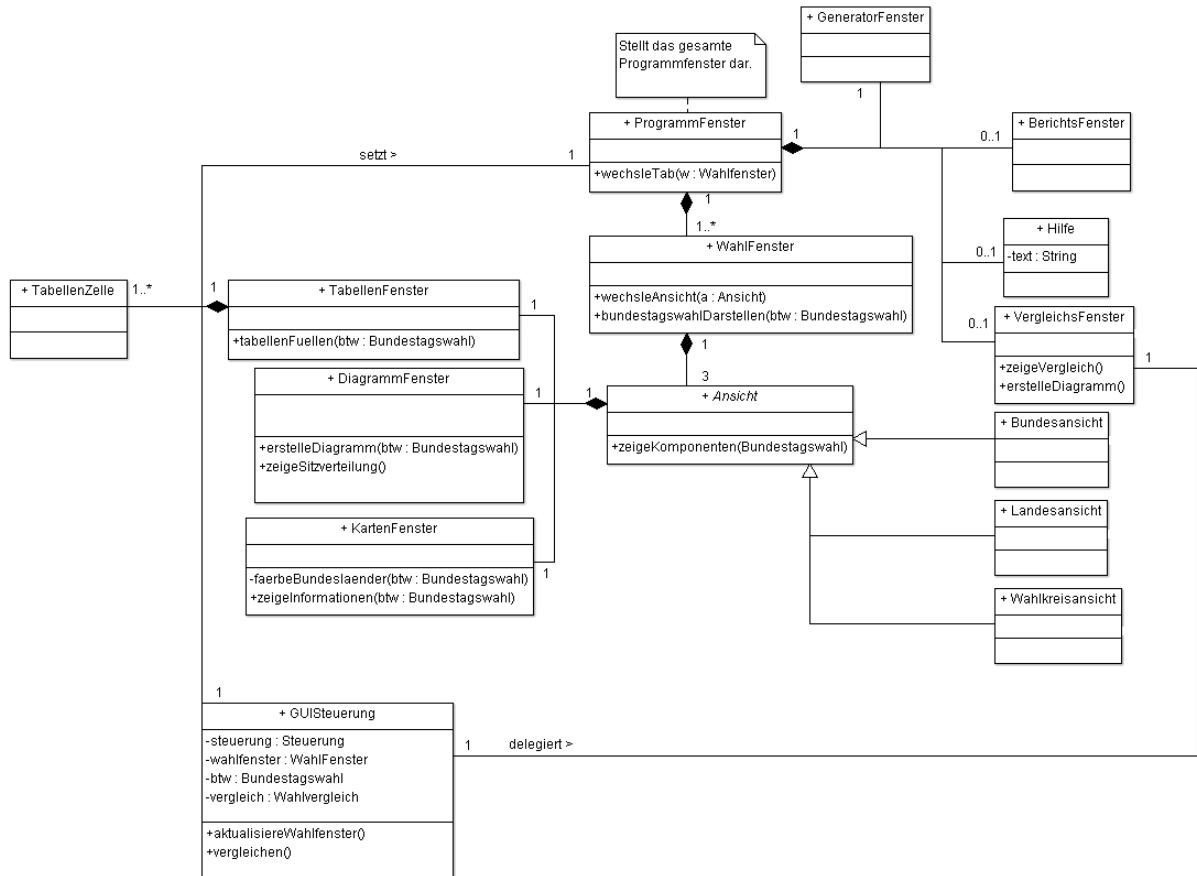 + GeneratorFenster
Stellt das gesamte
Programmfenster dar.
1
+ ProgrammFenster
+wechsleTab(w : Wahlfenster)
1
0..1
+ BerichtsFenster
setzt >
1
1
1..*
+ WahlFenster
+wechsleAnsicht(a : Ansicht)
+bundestagswahlDarstellen(btw : Bundestagswahl)
0..1
+ Hilfe
-text : String
+ TabellenZelle
1..*
1
+ TabellenFenster
+tabellenFuellen(btw : Bundestagswahl)
1
0..1
+ VergleichsFenster
+zeigeVergleich()
+erstelleDiagramm()
1
1
3
+ DiagrammFenster
+erstelleDiagramm(btw : Bundestagswahl)
+zeigeSitzverteilung()
1
1
+ Ansicht
+zeigeKomponenten(Bundestagswahl)
+ Bundesansicht
+ Landesansicht
+ KartenFenster
-faerbeBundeslaender(btw : Bundestagswahl)
+zeigeInformationen(btw : Bundestagswahl)
1
+ Wahlkreisansicht
1
+ GUISteuerung
-steuerung : Steuerung
-wahlfenster : WahlFenster
-btw : Bundestagswahl
-vergleich : Wahlvergleich
+aktualisiereWahlfenster()
+vergleichen()
1
delegiert >